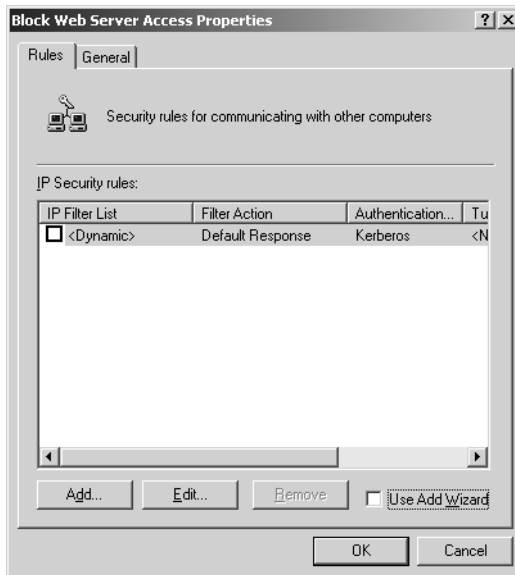 Block Web Server Access Properties ? ×
Rules General
Security rules for communicating with other computers
IP Security rules:
IP Filter List Filter Action Authentication... Tu
<Dynamic> Default Response Kerberos <N
Add... Edit... Remove Use Add Wizard
OK Cancel